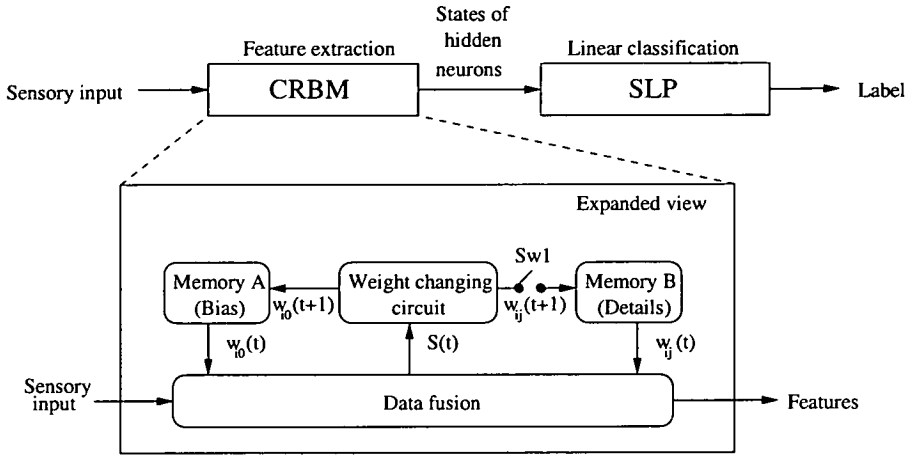 States of
hidden
neurons
Feature extraction
Linear classification
Sensory input
CRBM
SLP
Label
Expanded view
Sw1
Memory A
(Bias)
w_i0(t+1)
Weight changing
circuit
w_ij(t+1)
Memory B
(Details)
w_i0(t)
S(t)
w_ij(t)
Sensory
input
Data fusion
Features